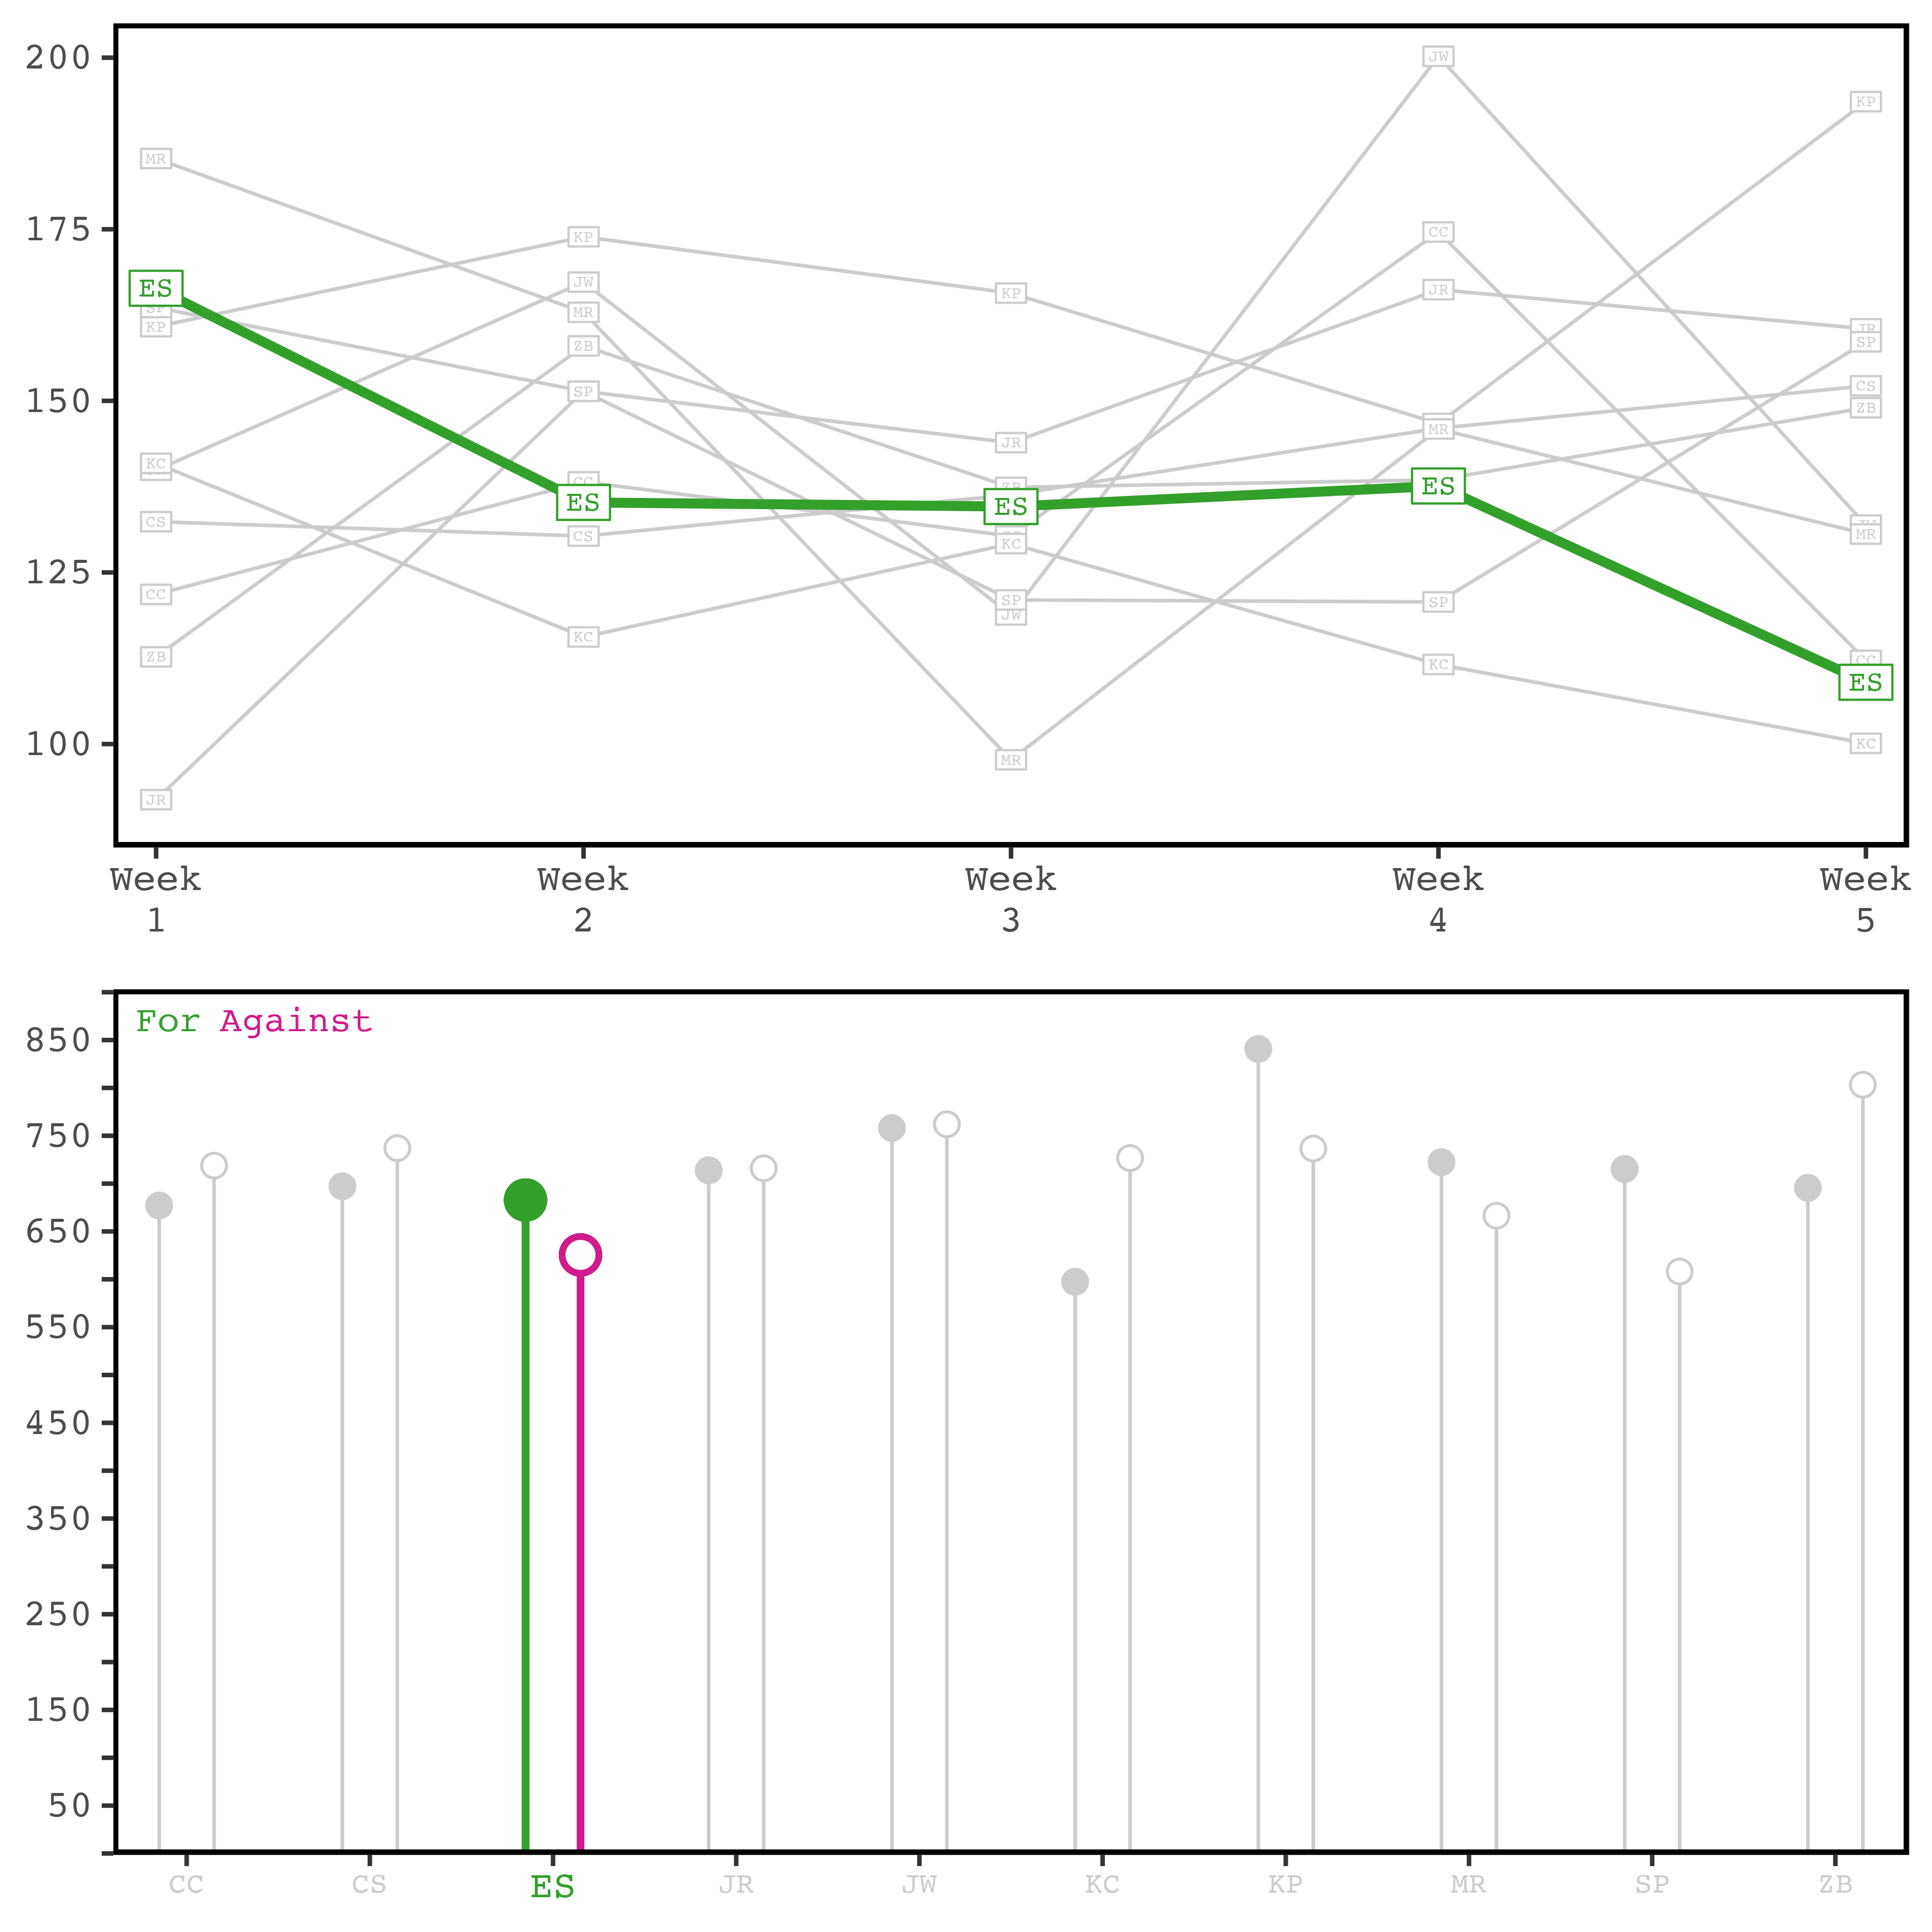 200
175
150
125
100
MR
ES
SP
KP
KC
CS
CC
ZB
JR
KP
JW
MR
ZB
SP
CC
ES
CS
KC
KP
JR
ZB
ES
KC
SP
JW
MR
JW
CC
JR
MR
ES
SP
KC
KP
JR
SP
CS
ZB
MR
CC
ES
KC
Week Week Week Week Week
1 2 3 4 5
For Against
850
750
650
550
450
350
250
150
50
CC CS ES JR JW KC KP MR SP ZB